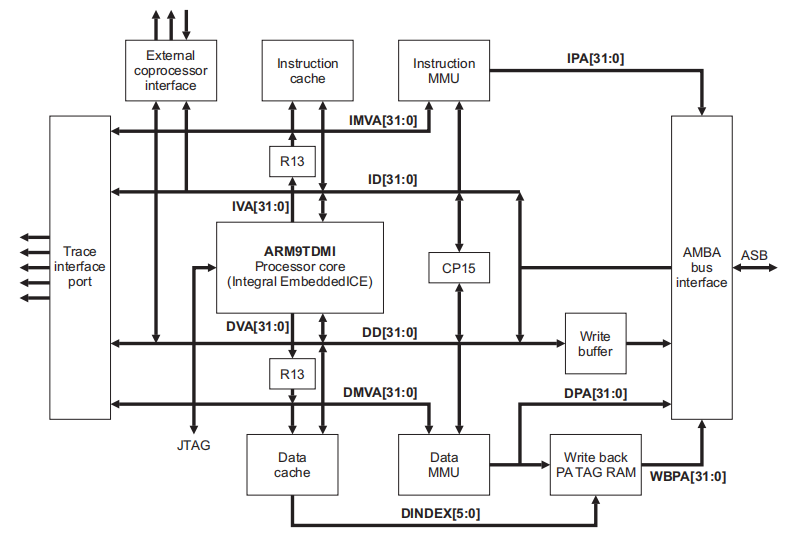 External
coprocessor
interface
Instruction
cache
Instruction
MMU
IPA[31:0]
IMVA[31:0]
R13
ID[31:0]
IVA[31:0]
ARM9TDMI
Processor core
(Integral EmbeddedICE)
Trace
interface
port
CP15
AMBA
bus
interface
ASB
DVA[31:0]
DD[31:0]
Write
buffer
R13
DMVA[31:0]
DPA[31:0]
JTAG
Data
cache
Data
MMU
Write back
PA TAG RAM
WBPA[31:0]
DINDEX[5:0]